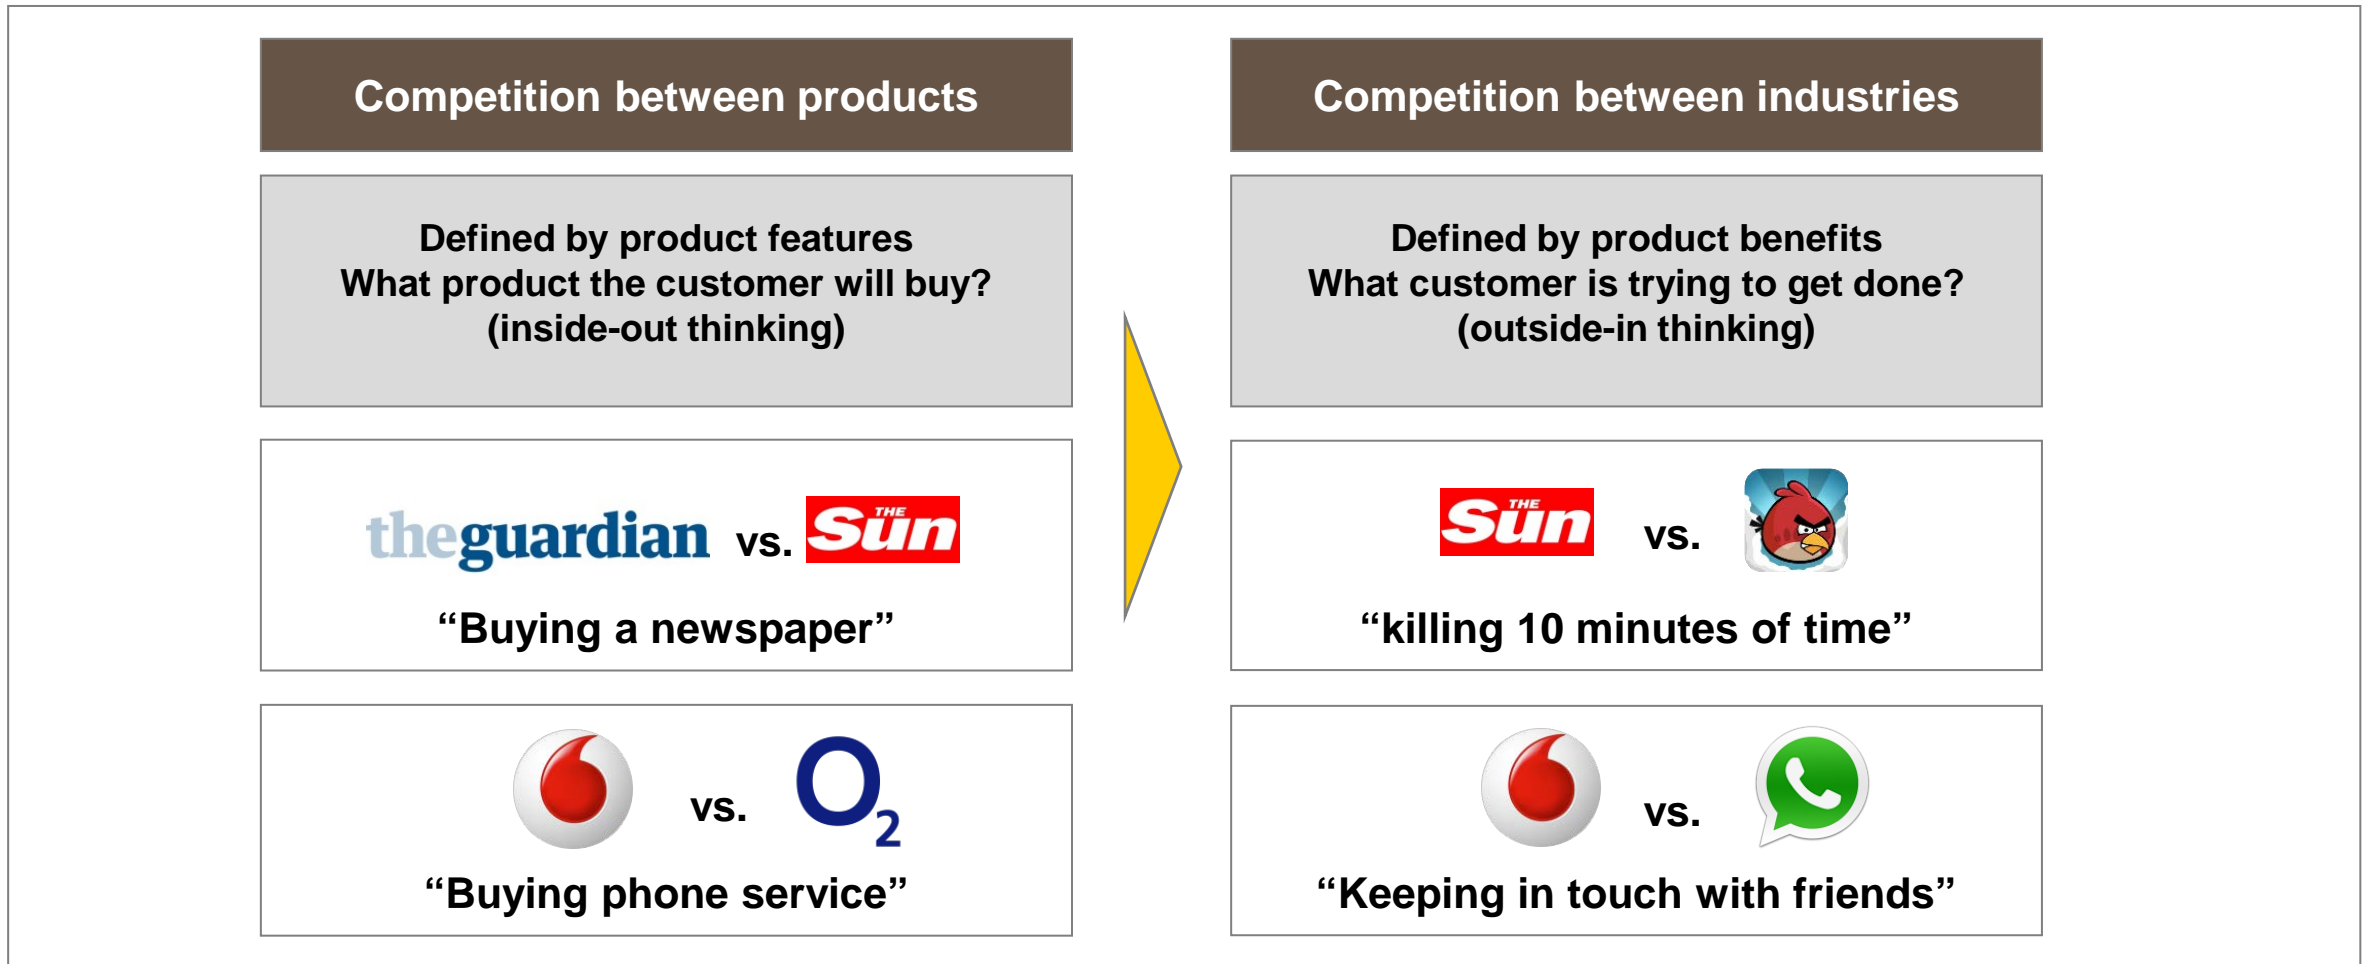 Competition between products
Defined by product features
What product the customer will buy?
(inside-out thinking)
theguardian vs. THE Sun
“Buying a newspaper”
vs. O2
“Buying phone service”
Competition between industries
Defined by product benefits
What customer is trying to get done?
(outside-in thinking)
THE Sun vs.
“killing 10 minutes of time”
vs.
“Keeping in touch with friends”